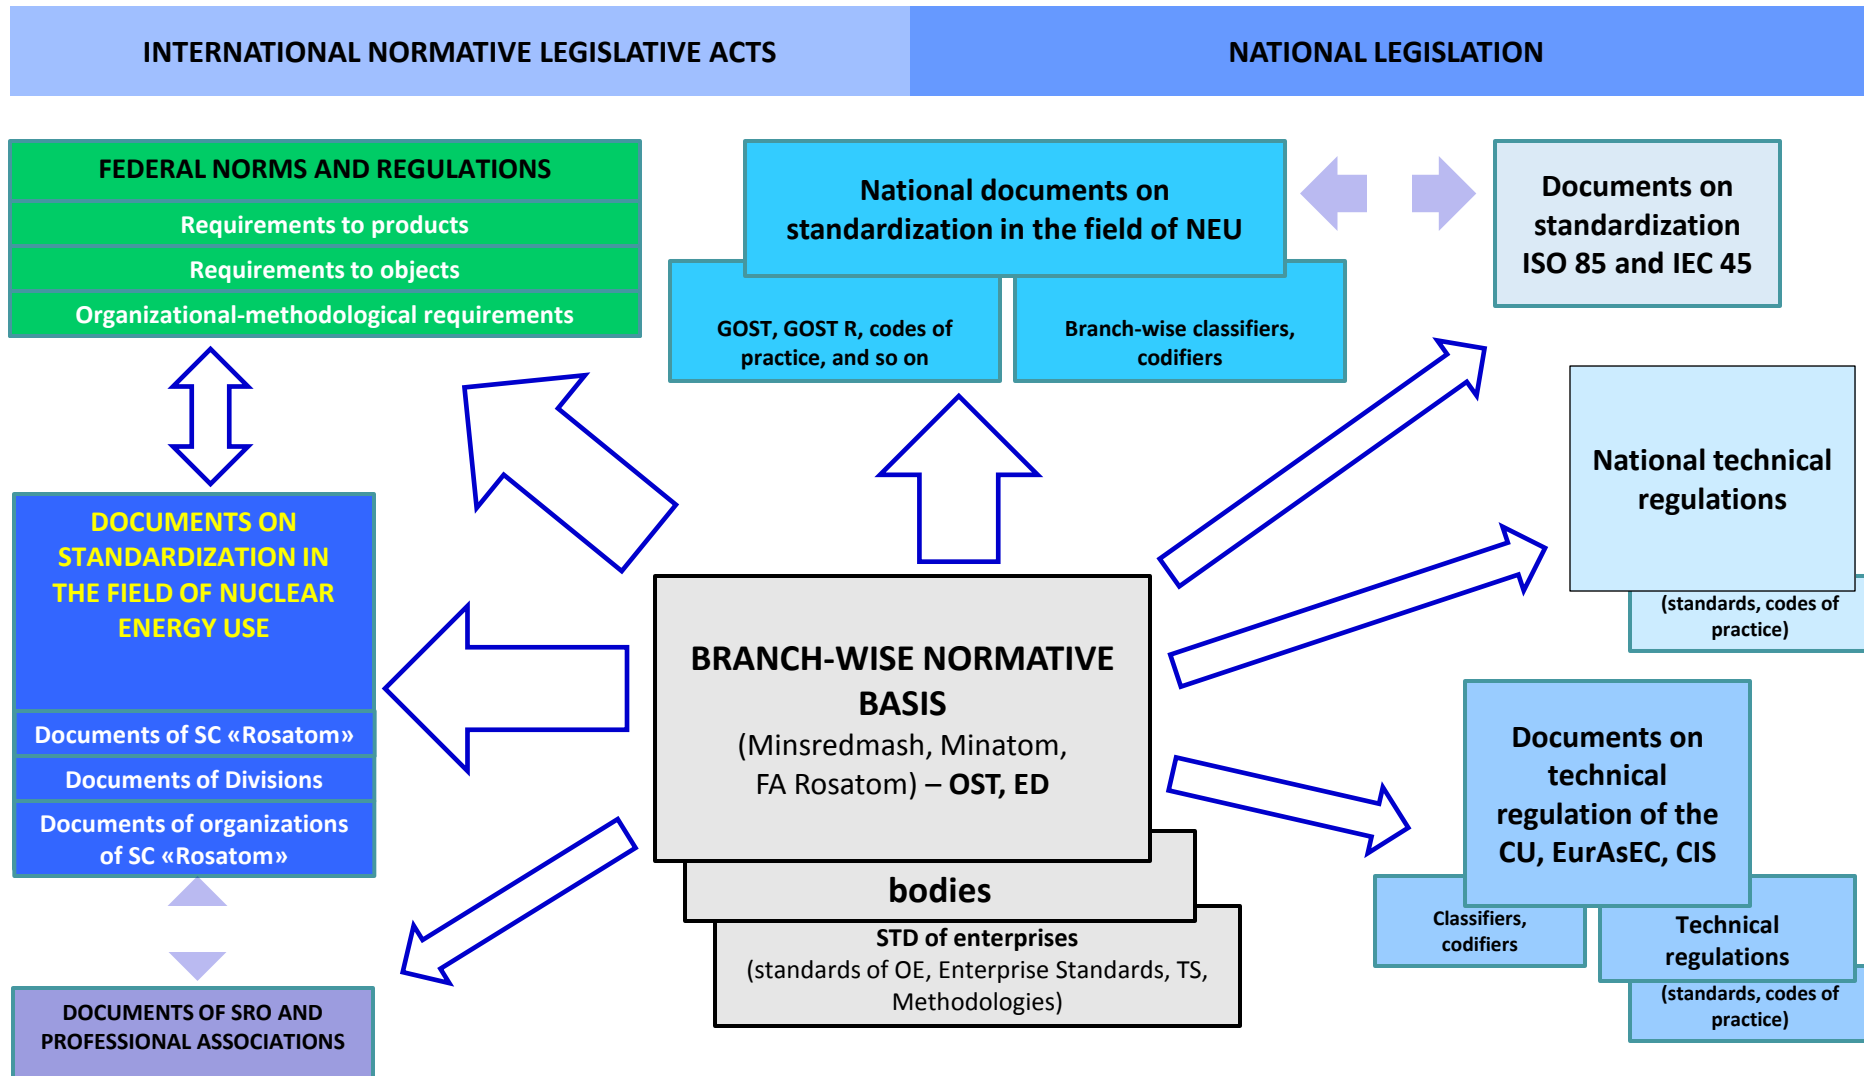 INTERNATIONAL NORMATIVE LEGISLATIVE ACTS
NATIONAL LEGISLATION
FEDERAL NORMS AND REGULATIONS
Requirements to products
Requirements to objects
Organizational-methodological requirements
National documents on
standardization in the field of NEU
GOST, GOST R, codes of
practice, and so on
Branch-wise classifiers,
codifiers
Documents on
standardization
ISO 85 and IEC 45
National technical
regulations
(standards, codes of
practice)
DOCUMENTS ON
STANDARDIZATION IN
THE FIELD OF NUCLEAR
ENERGY USE
Documents of SC «Rosatom»
Documents of Divisions
Documents of organizations
of SC «Rosatom»
BRANCH-WISE NORMATIVE
BASIS
(Minsredmash, Minatom,
FA Rosatom) – OST, ED
bodies
STD of enterprises
(standards of OE, Enterprise Standards, TS,
Methodologies)
Documents on
technical
regulation of the
CU, EurAsEC, CIS
Classifiers,
codifiers
Technical
regulations
(standards, codes of
practice)
DOCUMENTS OF SRO AND
PROFESSIONAL ASSOCIATIONS